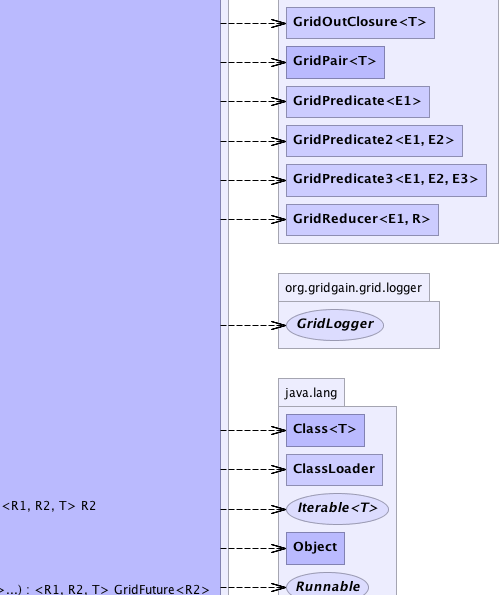 GridOutClosure<T>
GridPair<T>
GridPredicate<E1>
GridPredicate2<E1, E2>
GridPredicate3<E1, E2, E3>
GridReducer<E1, R>
org.gridgain.grid.logger
GridLogger
java.lang
Class<T>
ClassLoader
<R1, R2, T> R2
Iterable<T>
Object
>...) : <R1, R2, T> GridFuture<R2>
Runnable